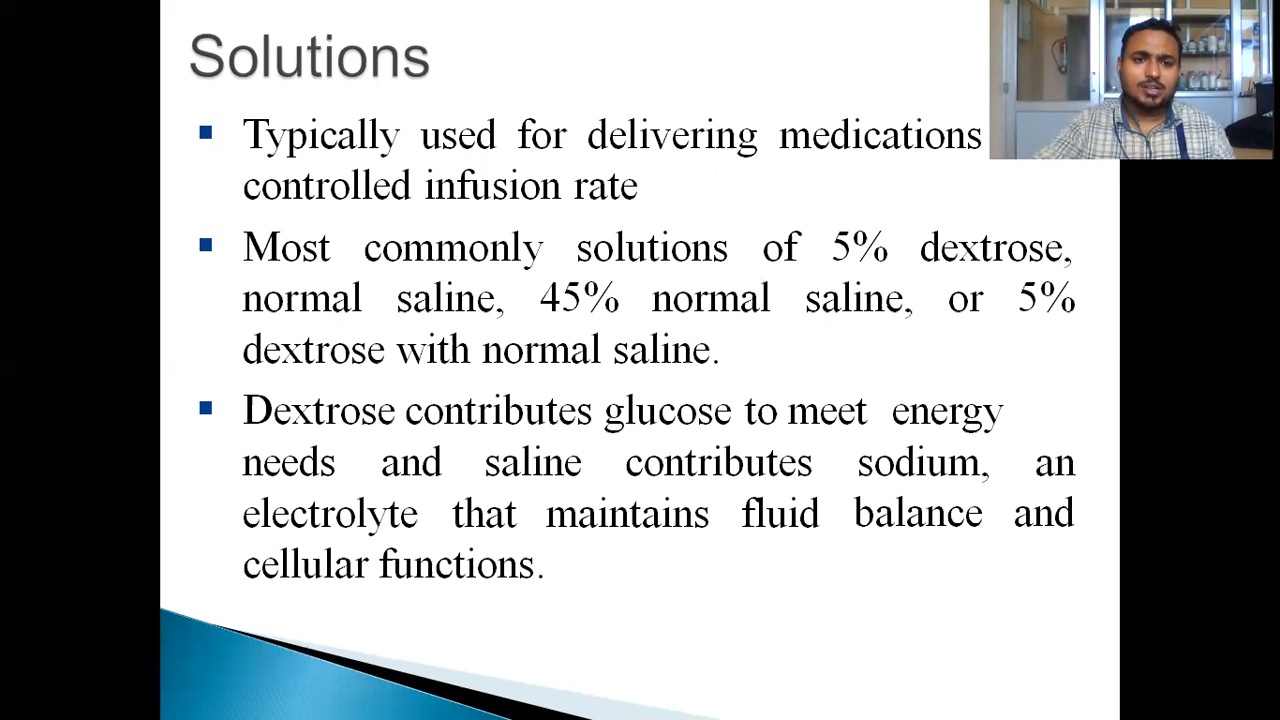 Solutions
Typically used for delivering medications
controlled infusion rate
Most commonly solutions of 5% dextrose,
normal saline, 45% normal saline, or 5%
dextrose with normal saline.
Dextrose contributes glucose to meet energy
needs and saline contributes sodium, an
electrolyte that maintains fluid balance and
cellular functions.